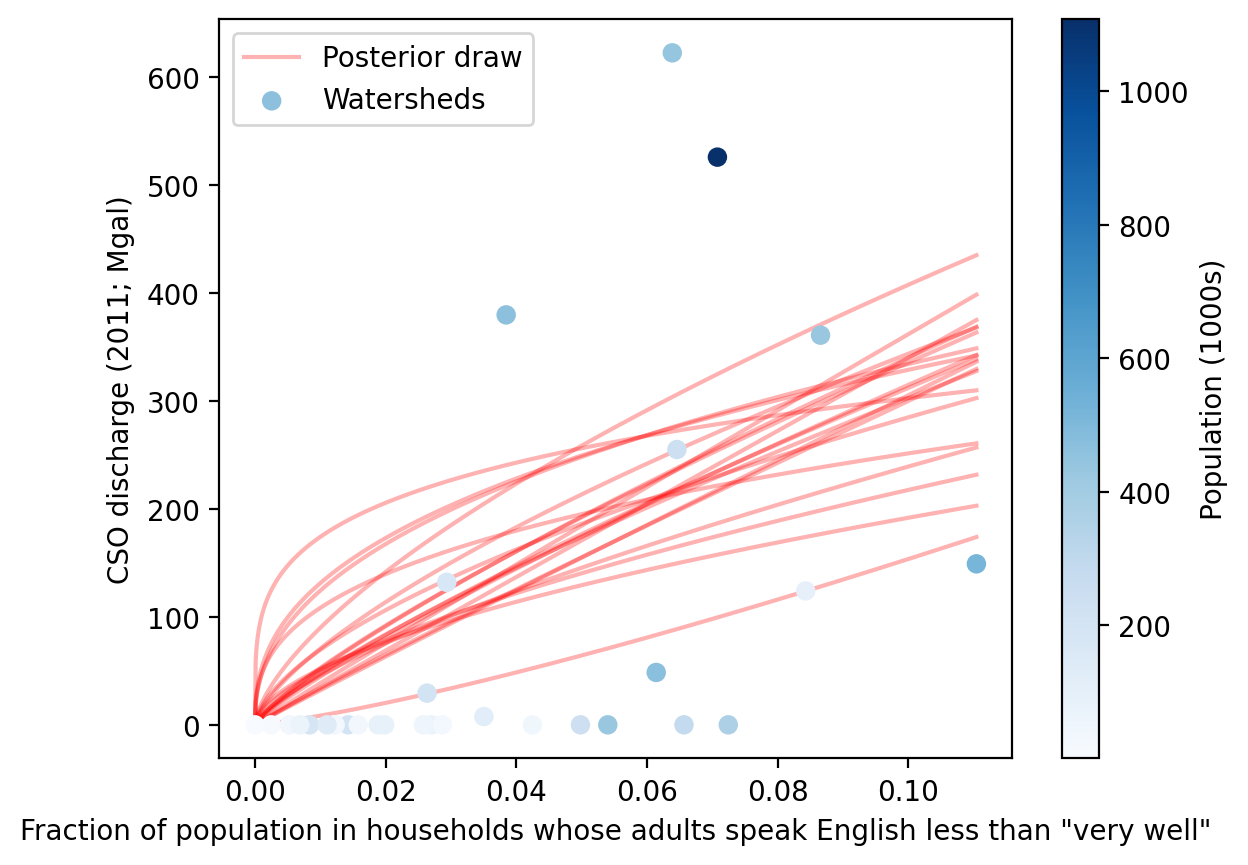 Posterior draw
Watersheds
CSO discharge (2011; Mgal)
600
500
400
300
200
100
0
0.00 0.02 0.04 0.06 0.08 0.10
Fraction of population in households whose adults speak English less than "very well"
1000
800
600
400
200
Population (1000s)